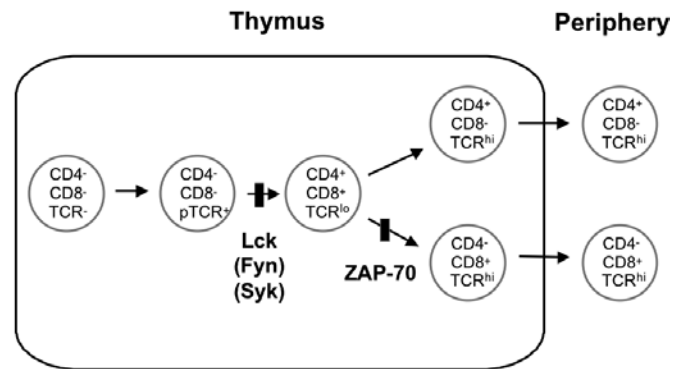 Thymus
Periphery
CD4⁻
CD8⁻
TCR⁻
CD4⁻
CD8⁻
pTCR⁺
CD4⁺
CD8⁺
TCRˡᵒ
CD4⁺
CD8⁻
TCRʰⁱ
CD4⁺
CD8⁻
TCRʰⁱ
Lck
(Fyn)
(Syk)
ZAP-70
CD4⁻
CD8⁺
TCRʰⁱ
CD4⁻
CD8⁺
TCRʰⁱ